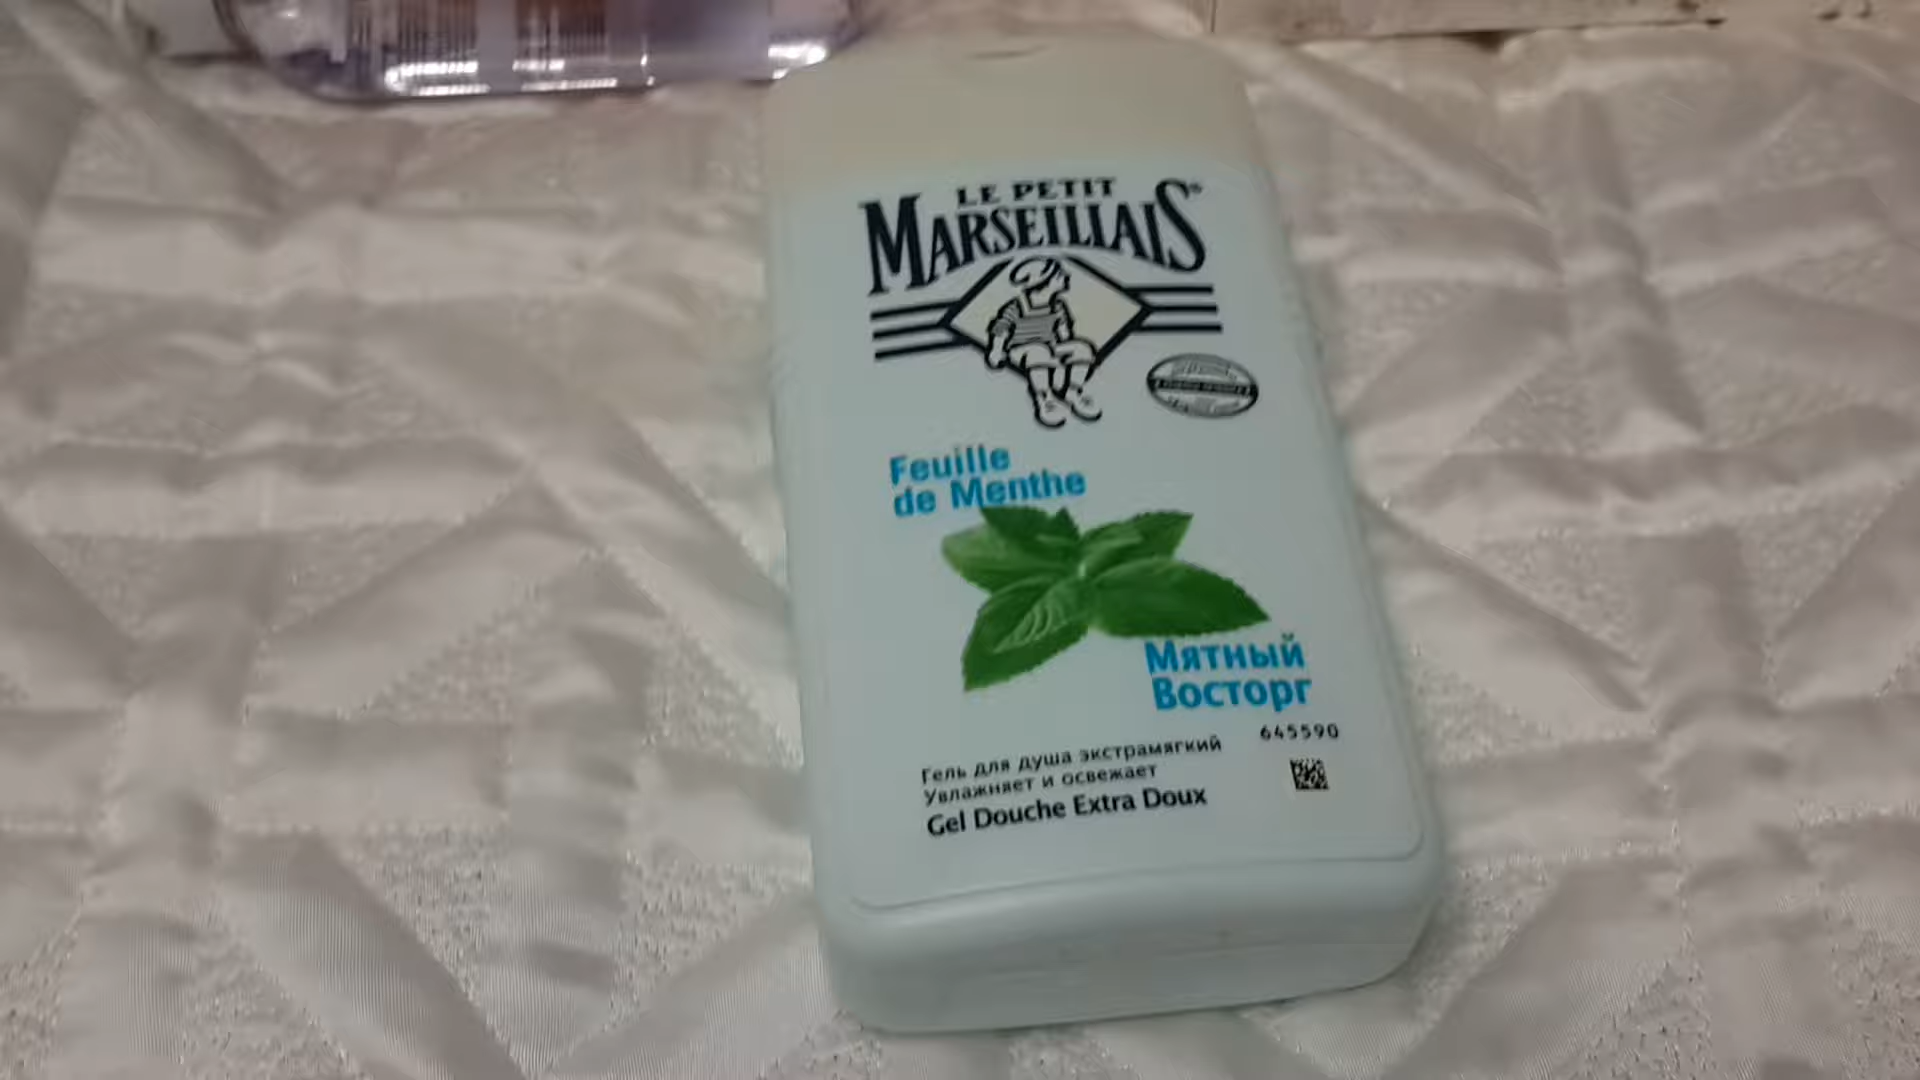 LE PETIT
MARSEILLAIS®
Feuille
de Menthe
Мятный
Восторг
645590
Гель для душа экстрамягкий
Увлажняет и освежает
Gel Douche Extra Doux